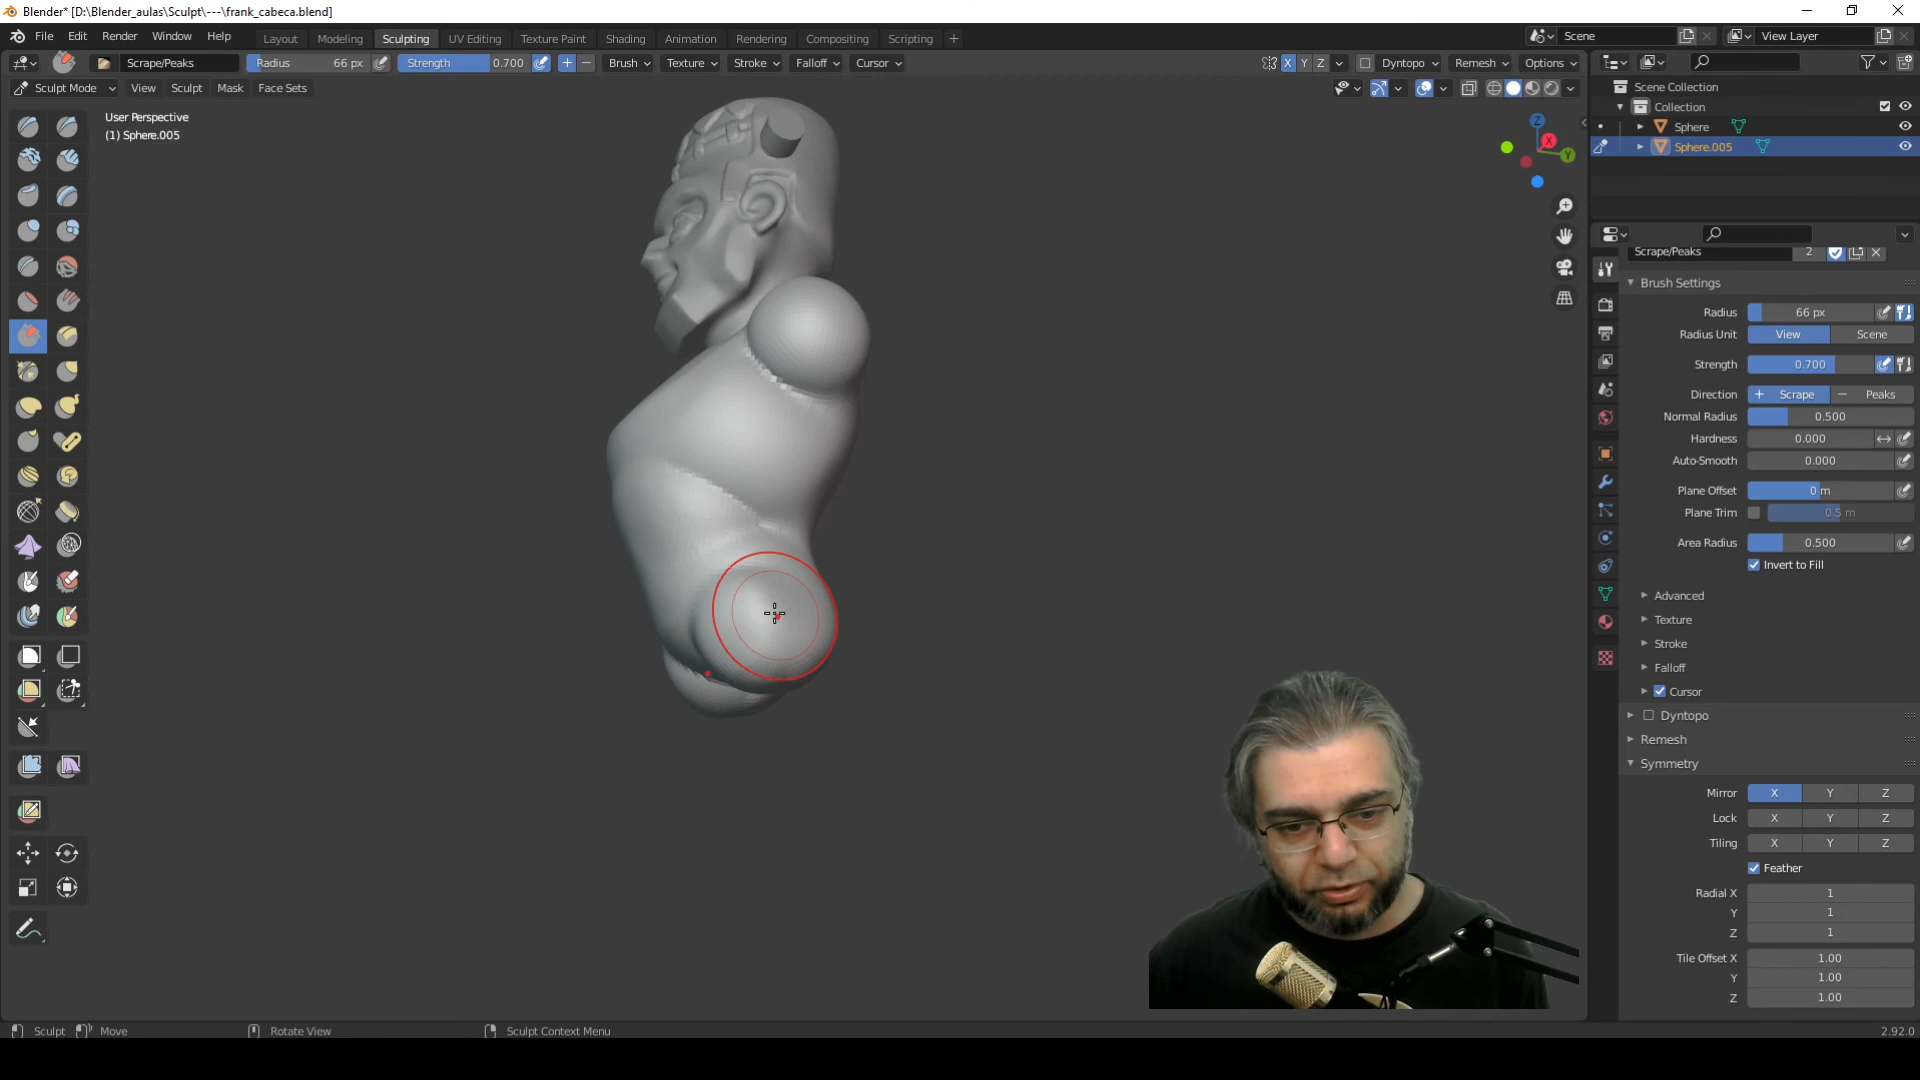 Blender* [D:\Blender_aulas\Sculpt\---\frank_cabeca.blend]
File Edit Render Window Help Layout Modeling Sculpting UV Editing Texture Paint Shading Animation Rendering Compositing Scripting + Scene View Layer
Scrape/Peaks Radius 66 px Strength 0.700 + − Brush Texture Stroke Falloff Cursor X Y Z Dyntopo Remesh Options
Sculpt Mode View Sculpt Mask Face Sets
User Perspective
(1) Sphere.005
Z
X
Y
Scene Collection
Collection
Sphere
Sphere.005
Scrape/Peaks 2
Brush Settings
Radius 66 px
Radius Unit View Scene
Strength 0.700
Direction + Scrape − Peaks
Normal Radius 0.500
Hardness 0.000
Auto-Smooth 0.000
Plane Offset 0 m
Plane Trim 0.5 m
Area Radius 0.500
Invert to Fill
Advanced
Texture
Stroke
Falloff
Cursor
Dyntopo
Remesh
Symmetry
Mirror X Y Z
Lock X Y Z
Tiling X Y Z
Feather
Radial X 1
Y 1
Z 1
Tile Offset X 1.00
Y 1.00
Z 1.00
Sculpt Move Rotate View Sculpt Context Menu 2.92.0